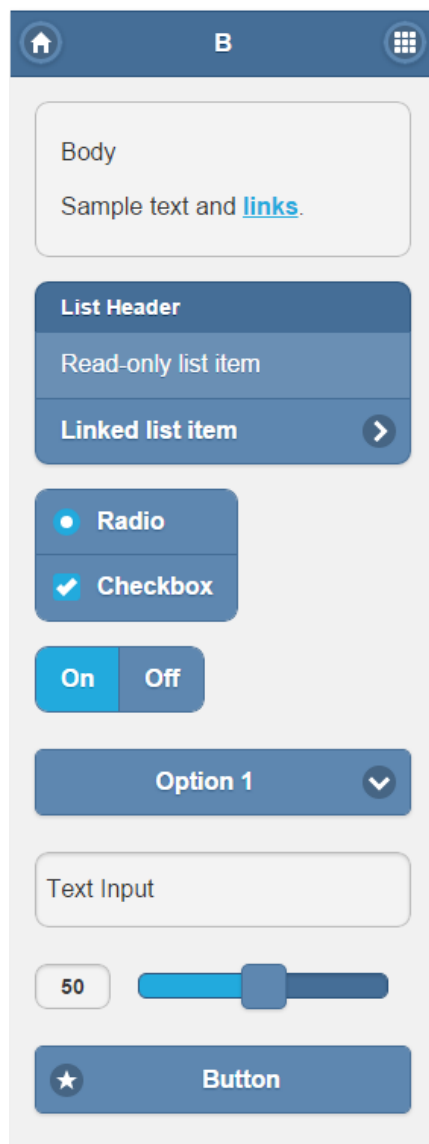 B
Body
Sample text and links.
List Header
Read-only list item
Linked list item
Radio
Checkbox
On Off
Option 1
Text Input
50
Button